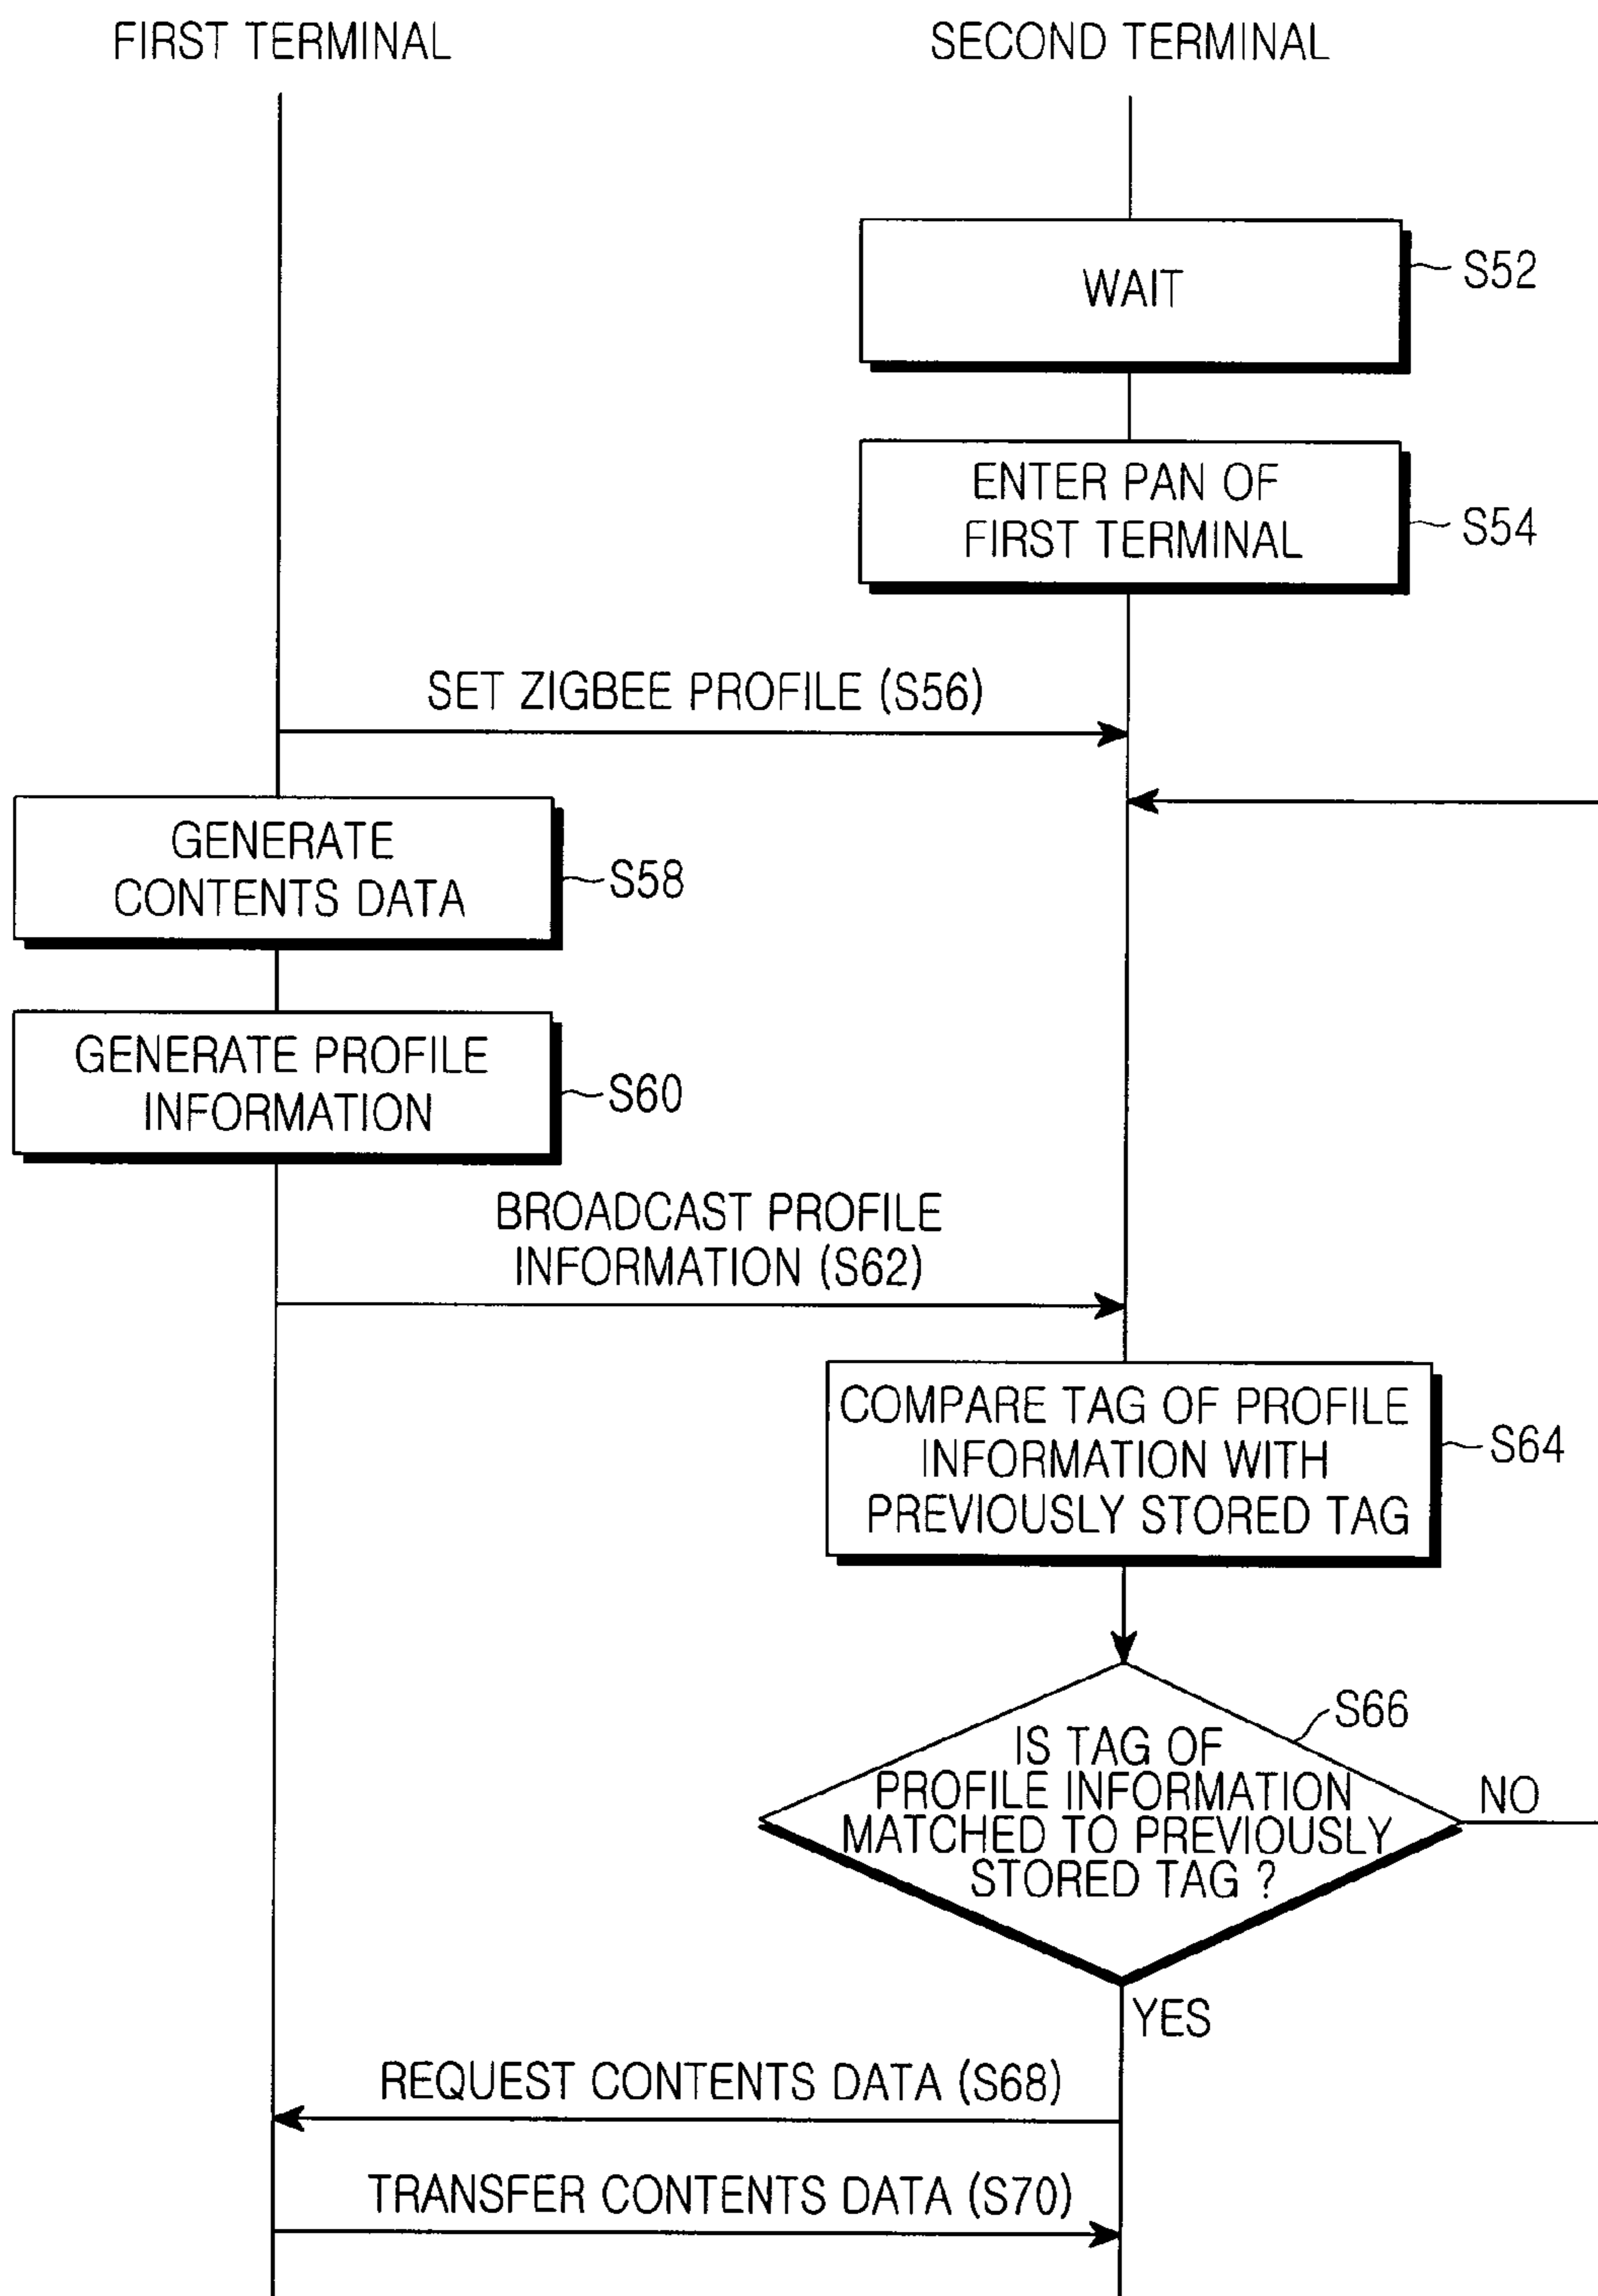 FIRST TERMINAL
SECOND TERMINAL
WAIT
S52
ENTER PAN OF
FIRST TERMINAL
S54
SET ZIGBEE PROFILE (S56)
GENERATE
CONTENTS DATA
S58
GENERATE PROFILE
INFORMATION
S60
BROADCAST PROFILE
INFORMATION (S62)
COMPARE TAG OF PROFILE
INFORMATION WITH
PREVIOUSLY STORED TAG
S64
S66
IS TAG OF
PROFILE INFORMATION
MATCHED TO PREVIOUSLY
STORED TAG ?
NO
YES
REQUEST CONTENTS DATA (S68)
TRANSFER CONTENTS DATA (S70)